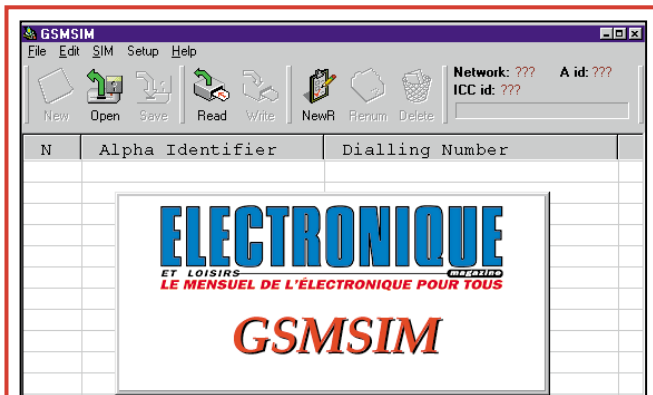 GSMSIM
File Edit SIM Setup Help
New Open Save Read Write NewR Renum Delete
Network: ??? A id: ???
ICC id: ???
N Alpha Identifier Dialling Number
ELECTRONIQUE
ET LOISIRS magazine
LE MENSUEL DE L'ÉLECTRONIQUE POUR TOUS
GSMSIM